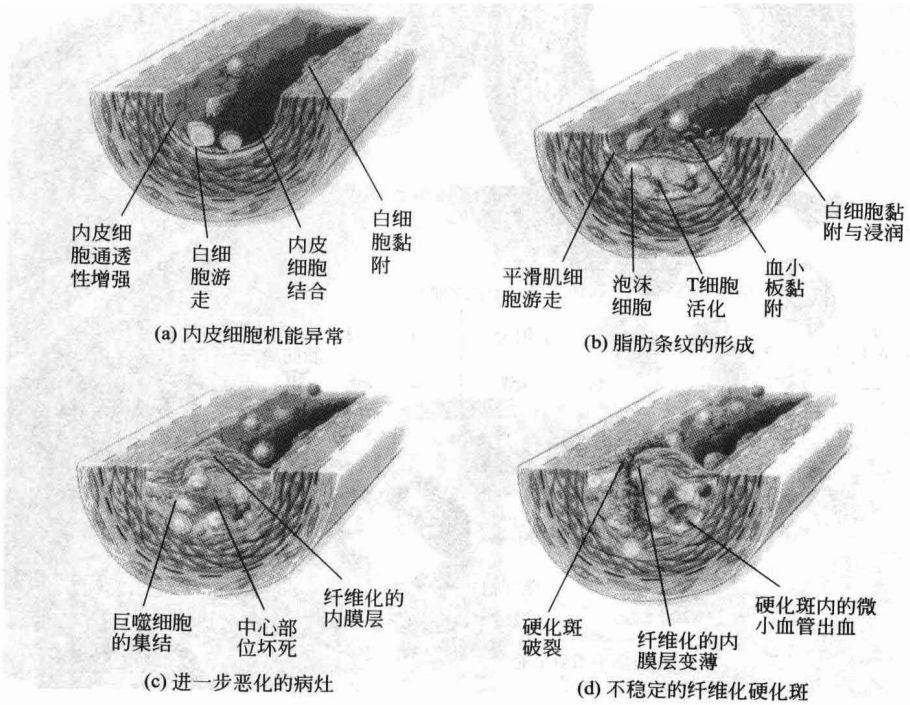 内皮细
胞通透
性增强
白细
胞游
走
内皮
细胞
结合
白细
胞黏
附
(a) 内皮细胞机能异常
平滑肌细
胞游走
泡沫
细胞
T细胞
活化
血小
板黏
附
白细胞黏
附与浸润
(b) 脂肪条纹的形成
巨噬细胞
的集结
中心部
位坏死
纤维化的
内膜层
(c) 进一步恶化的病灶
硬化斑
破裂
纤维化的内
膜层变薄
硬化斑内的微
小血管出血
(d) 不稳定的纤维化硬化斑